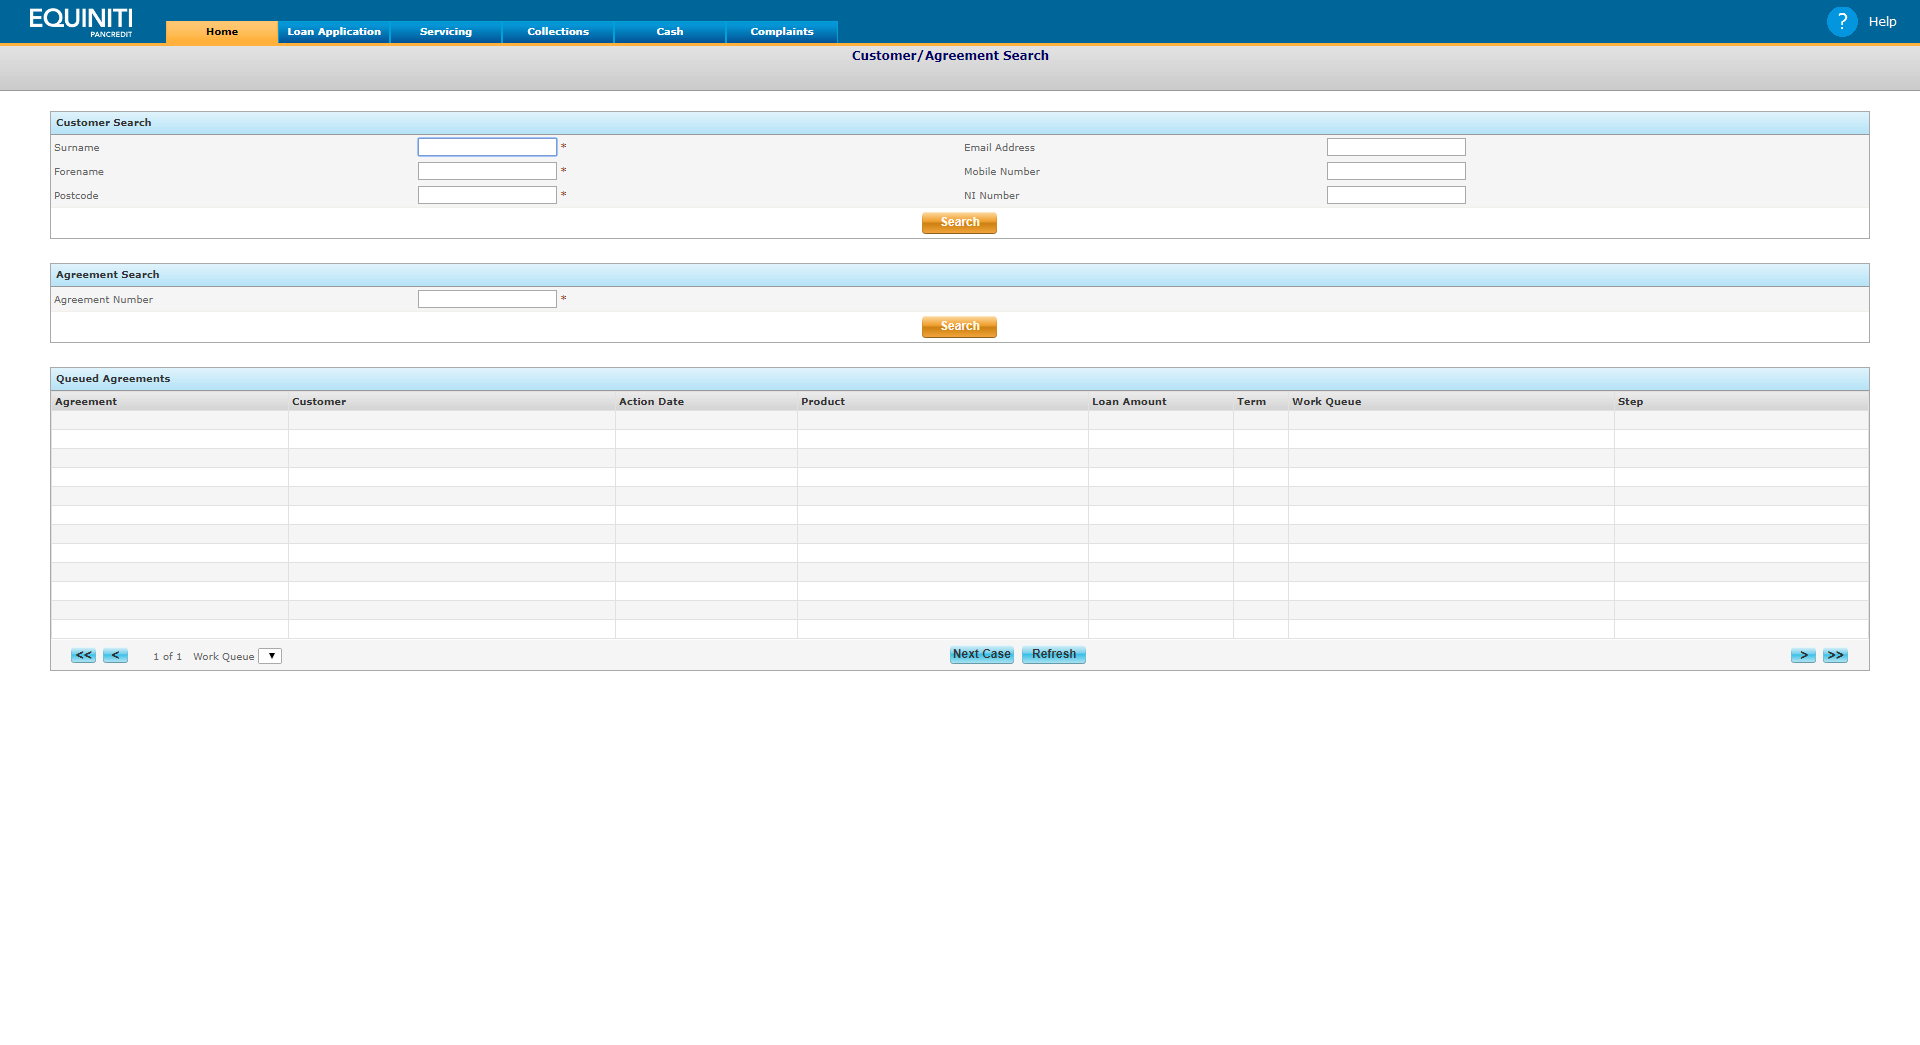 EQUINITI
PANCREDIT
Home Loan Application Servicing Collections Cash Complaints ? Help
Customer/Agreement Search
Customer Search
Surname * Email Address
Forename * Mobile Number
Postcode * NI Number
Search
Agreement Search
Agreement Number *
Search
Queued Agreements
Agreement Customer Action Date Product Loan Amount Term Work Queue Step
<< < 1 of 1 Work Queue ▼ Next Case Refresh > >>